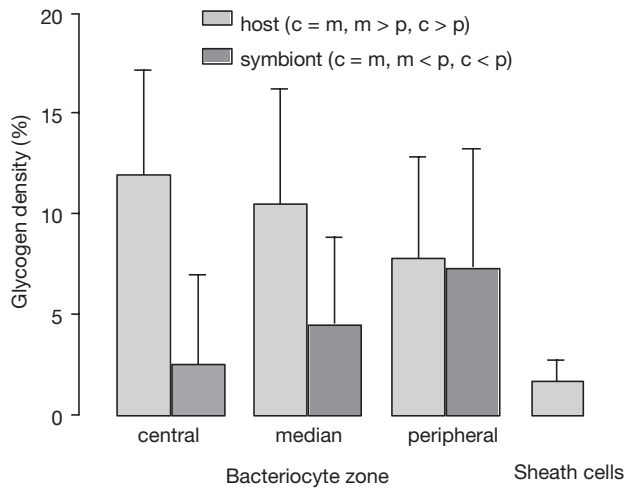 20
15
10
5
0
Glycogen density (%)
host (c = m, m > p, c > p)
symbiont (c = m, m < p, c < p)
central median peripheral
Bacteriocyte zone Sheath cells